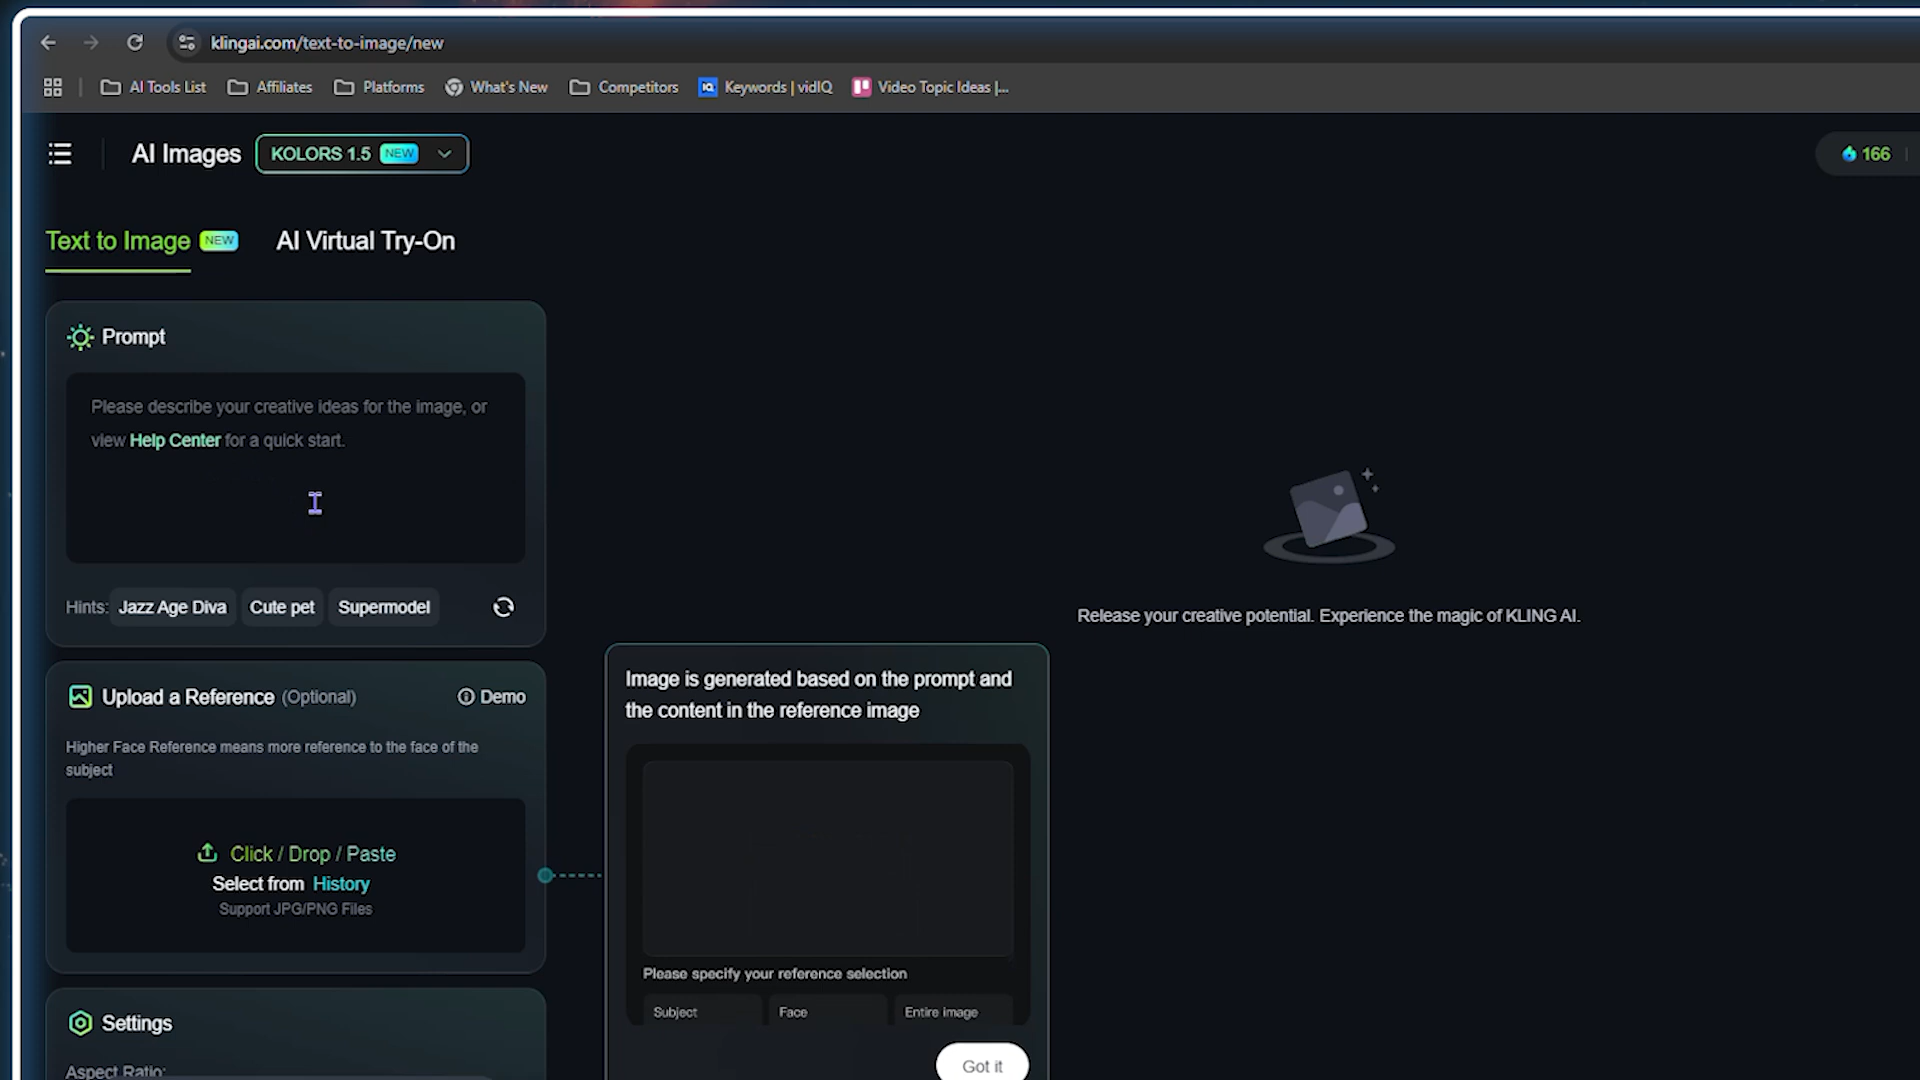 klingai.com/text-to-image/new
AI Tools List Affiliates Platforms What's New Competitors Keywords | vidIQ Video Topic Ideas |...
AI Images KOLORS 1.5 NEW
166
Text to Image NEW AI Virtual Try-On
Prompt
Please describe your creative ideas for the image, or
view Help Center for a quick start.
Hints: Jazz Age Diva Cute pet Supermodel
Release your creative potential. Experience the magic of KLING AI.
Upload a Reference (Optional) Demo
Higher Face Reference means more reference to the face of the
subject
Click / Drop / Paste
Select from History
Support JPG/PNG Files
Image is generated based on the prompt and
the content in the reference image
Please specify your reference selection
Subject Face Entire image
Got it
Settings
Aspect Ratio: